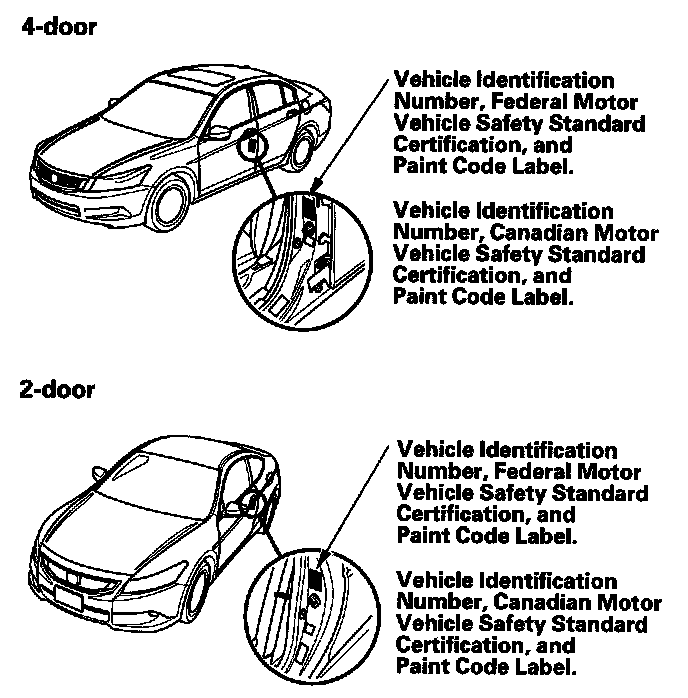 4-door
Vehicle Identification
Number, Federal Motor
Vehicle Safety Standard
Certification, and
Paint Code Label.
Vehicle Identification
Number, Canadian Motor
Vehicle Safety Standard
Certification, and
Paint Code Label.
2-door
Vehicle Identification
Number, Federal Motor
Vehicle Safety Standard
Certification, and
Paint Code Label.
Vehicle Identification
Number, Canadian Motor
Vehicle Safety Standard
Certification, and
Paint Code Label.